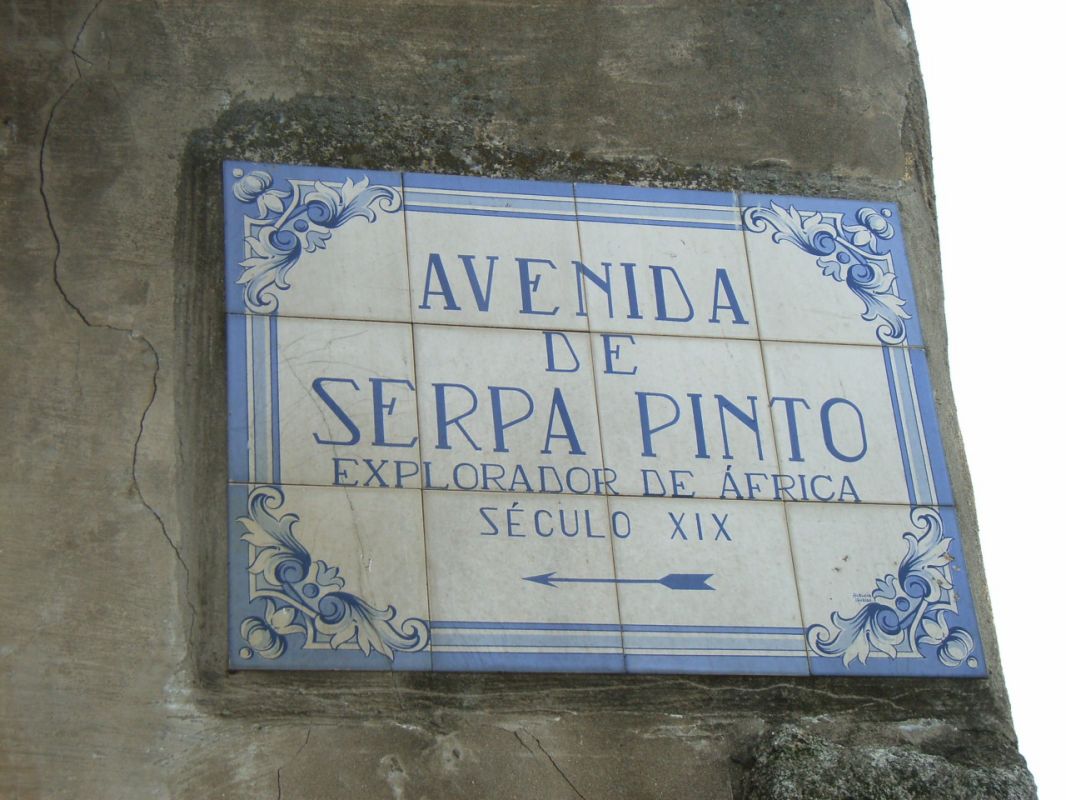 AVENIDA
DE
SERPA PINTO
EXPLORADOR DE ÁFRICA
SÉCULO XIX